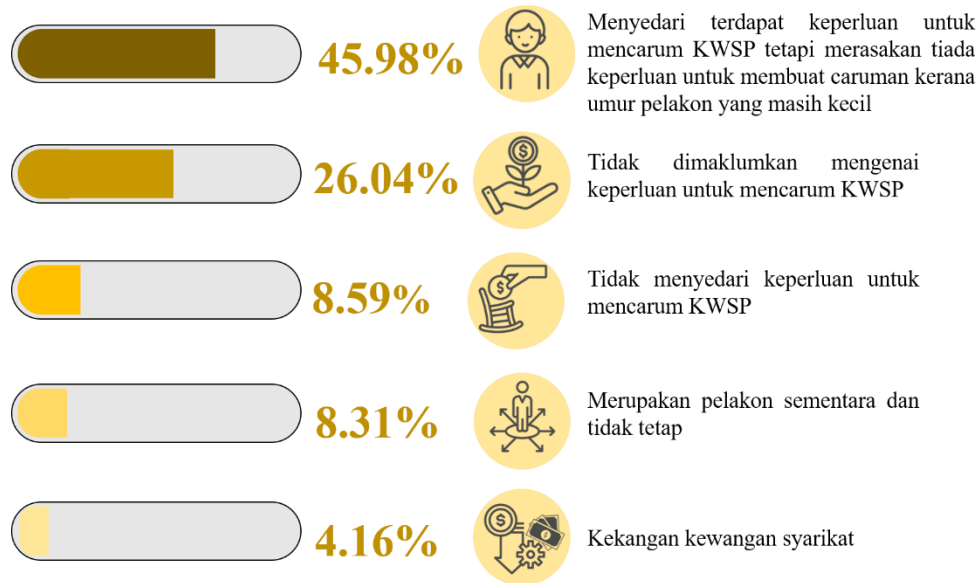 45.98%
Menyedari terdapat keperluan untuk
mencarum KWSP tetapi merasakan tiada
keperluan untuk membuat caruman kerana
umur pelakon yang masih kecil
26.04%
Tidak dimaklumkan mengenai
keperluan untuk mencarum KWSP
8.59%
Tidak menyedari keperluan untuk
mencarum KWSP
8.31%
Merupakan pelakon sementara dan
tidak tetap
4.16%
Kekangan kewangan syarikat